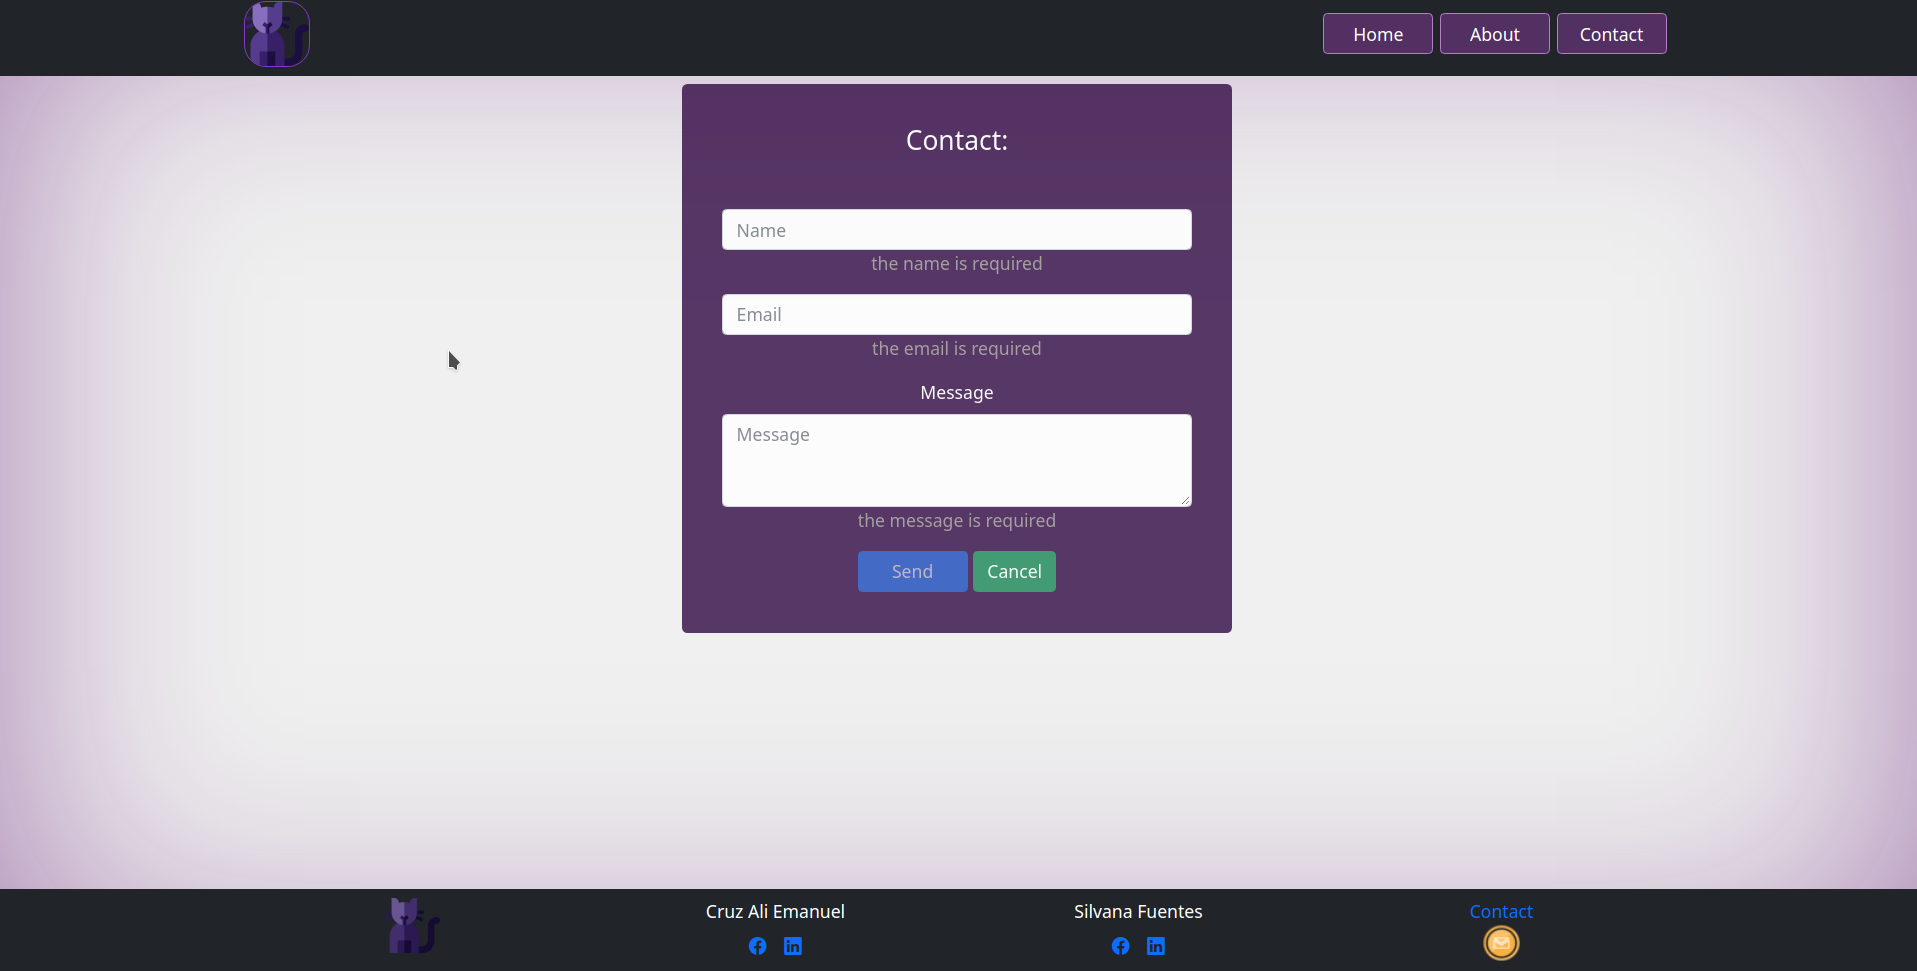 Home About Contact
Contact:
Name
the name is required
Email
the email is required
Message
Message
the message is required
Send Cancel
Cruz Ali Emanuel Silvana Fuentes Contact